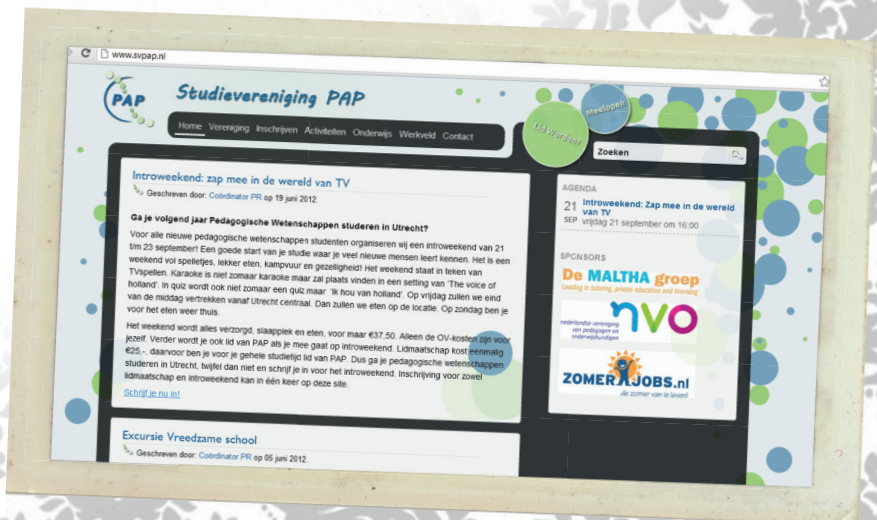 www.svpap.nl
PAP
Studievereniging PAP
Home Vereniging Inschrijven Activiteiten Onderwijs Werkveld Contact
Lid Worden!
Meelopen
Zoeken
Introweekend: zap mee in de wereld van TV
Geschreven door: Coördinator PR op 19 juni 2012.
Ga je volgend jaar Pedagogische Wetenschappen studeren in Utrecht?
Voor alle nieuwe pedagogische wetenschappen studenten organiseren wij een introweekend van 21
t/m 23 september! Een goede start van je studie waar je veel nieuwe mensen leert kennen. Het is een
weekend vol spelletjes, lekker eten, kampvuur en gezelligheid! Het weekend staat in teken van
TVspellen. Karaoke is niet zomaar karaoke maar zal plaats vinden in een setting van 'The voice of
holland'. In quiz wordt ook niet zomaar een quiz maar 'Ik hou van holland'. Op vrijdag zullen we eind
van de middag vertrekken vanaf Utrecht centraal. Dan zullen we eten op de locatie. Op zondag ben je
voor het eten weer thuis.
Het weekend wordt alles verzorgd, slaapplek en eten, voor maar €37,50. Alleen de OV-kosten zijn voor
jezelf. Verder wordt je ook lid van PAP als je mee gaat op introweekend. Lidmaatschap kost eenmalig
€25,-, daarvoor ben je voor je gehele studietijd lid van PAP. Dus ga je pedagogische wetenschappen
studeren in Utrecht, twijfel dan niet en schrijf je in voor het introweekend. Inschrijving voor zowel
lidmaatschap en introweekend kan in één keer op deze site.
Schrijf je nu in!
Excursie Vreedzame school
Geschreven door: Coördinator PR op 05 juni 2012.
AGENDA
21 Introweekend: Zap mee in de wereld
van TV
SEP vrijdag 21 september om 16:00
SPONSORS
De MALTHA groep
Leading in tutoring, private education and licensing
nvo
nederlandse vereniging
van pedagogen en
onderwijskundigen
ZOMERJOBS.nl
de zomer van je leven!